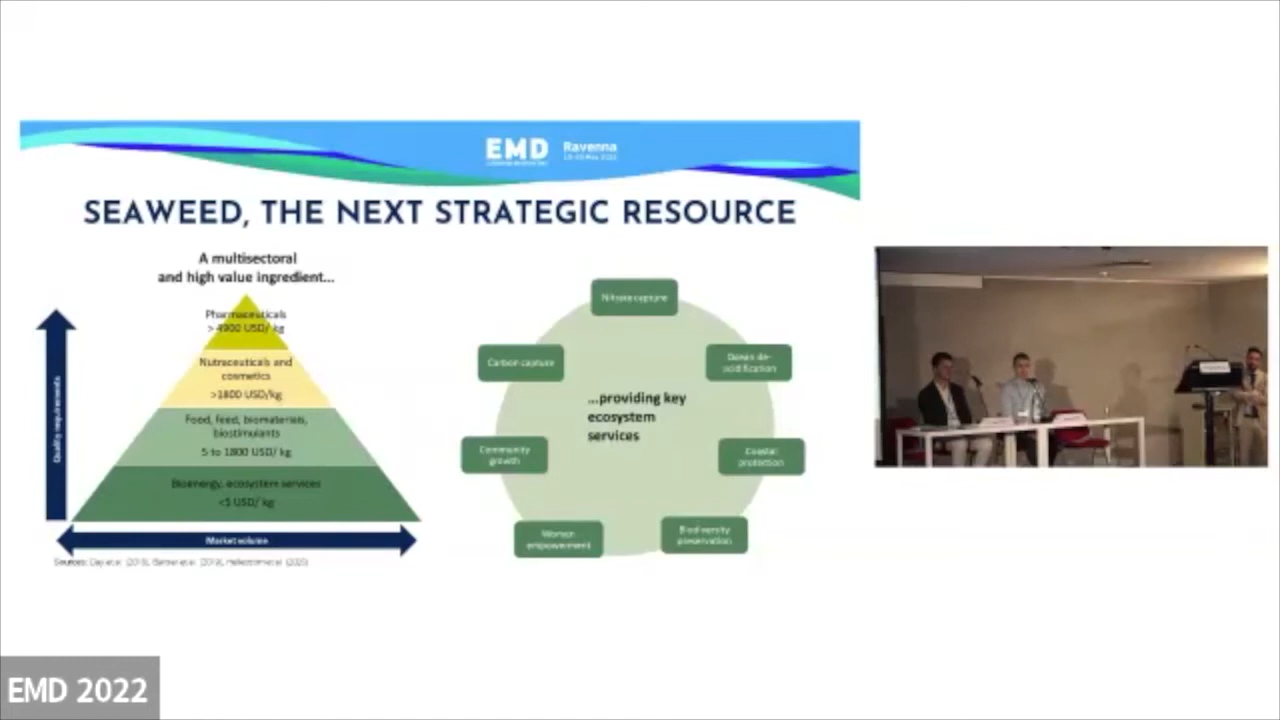 EMD
Ravenna
SEAWEED, THE NEXT STRATEGIC RESOURCE
A multisectoral
and high value ingredient...
Pharmaceuticals
> 4900 USD/ kg
Nutraceuticals and
cosmetics
>1800 USD/kg
Food, feed, biomaterials,
biostimulants
5 to 1800 USD/ kg
Bioenergy, ecosystem services
<5 USD/ kg
Quality requirements
Market volume
Sources:
Nitrate capture
Carbon capture
Ocean de-
acidification
...providing key
ecosystem
services
Community
growth
Coastal
protection
Women
empowerment
Biodiversity
preservation
EMD 2022